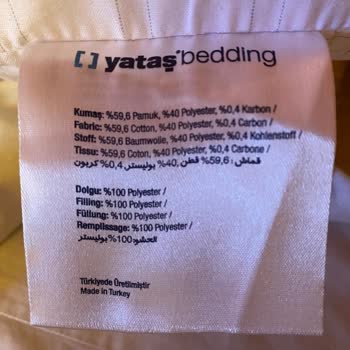 [] yataş bedding
Kumaş: %59,6 Pamuk, %40 Polyester, %0,4 Karbon /
Fabric: %59,6 Cotton, %40 Polyester, %0,4 Carbon /
Stoff: %59,6 Baumwolle, %40 Polyester, %0,4 Kohlenstoff /
Tissu: %59,6 Coton, %40 Polyester, %0,4 Carbone /
قماش: 59,6% قطن, 40% بوليستر, 0,4% كربون
Dolgu: %100 Polyester /
Filling: %100 Polyester /
Füllung: %100 Polyester /
Remplissage: %100 Polyester /
الحشو: 100% بوليستر
Türkiyede Üretilmiştir
Made in Turkey